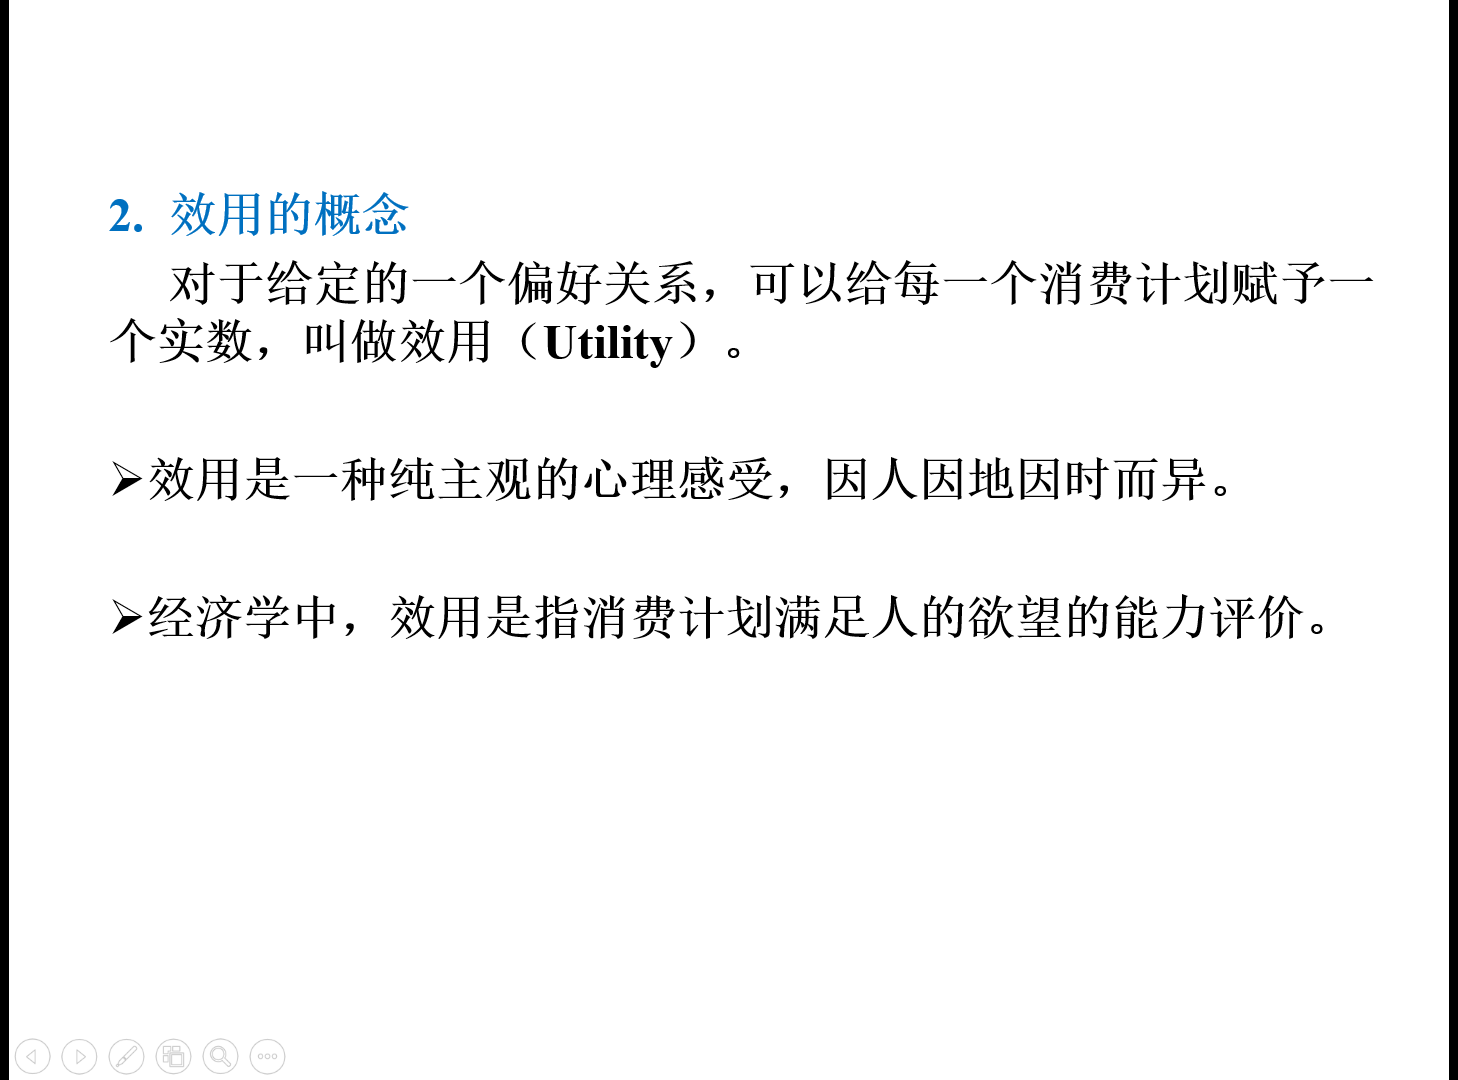 2. 效用的概念
对于给定的一个偏好关系，可以给每一个消费计划赋予一
个实数，叫做效用（Utility）。
➢效用是一种纯主观的心理感受，因人因地因时而异。
➢经济学中，效用是指消费计划满足人的欲望的能力评价。